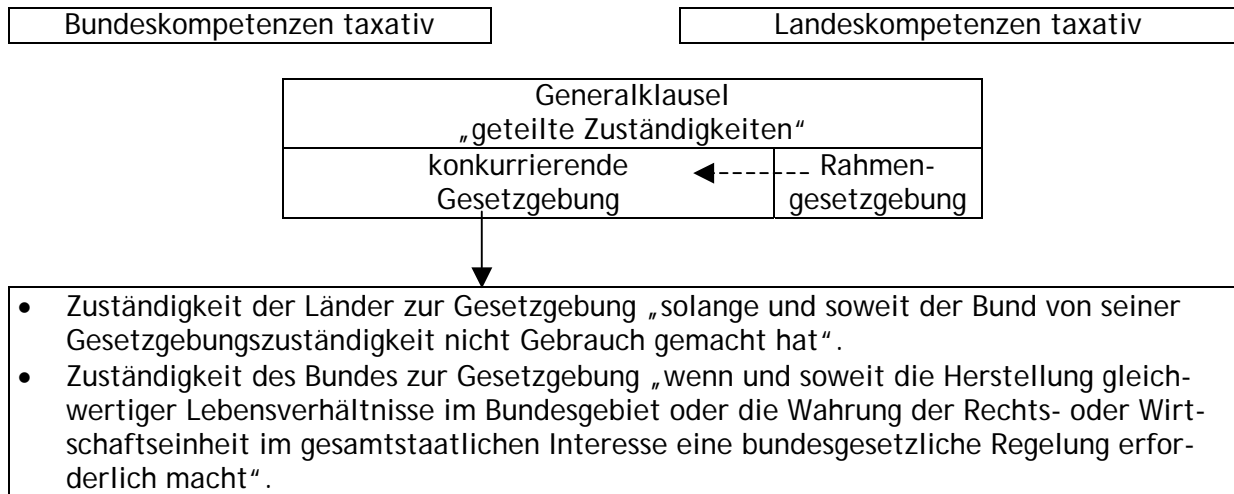 Bundeskompetenzen taxativ
Landeskompetenzen taxativ
Generalklausel
„geteilte Zuständigkeiten“
konkurrierende
Gesetzgebung
Rahmen-
gesetzgebung
• Zuständigkeit der Länder zur Gesetzgebung „solange und soweit der Bund von seiner
Gesetzgebungszuständigkeit nicht Gebrauch gemacht hat“.
• Zuständigkeit des Bundes zur Gesetzgebung „wenn und soweit die Herstellung gleich-
wertiger Lebensverhältnisse im Bundesgebiet oder die Wahrung der Rechts- oder Wirt-
schaftseinheit im gesamtstaatlichen Interesse eine bundesgesetzliche Regelung erfor-
derlich macht“.